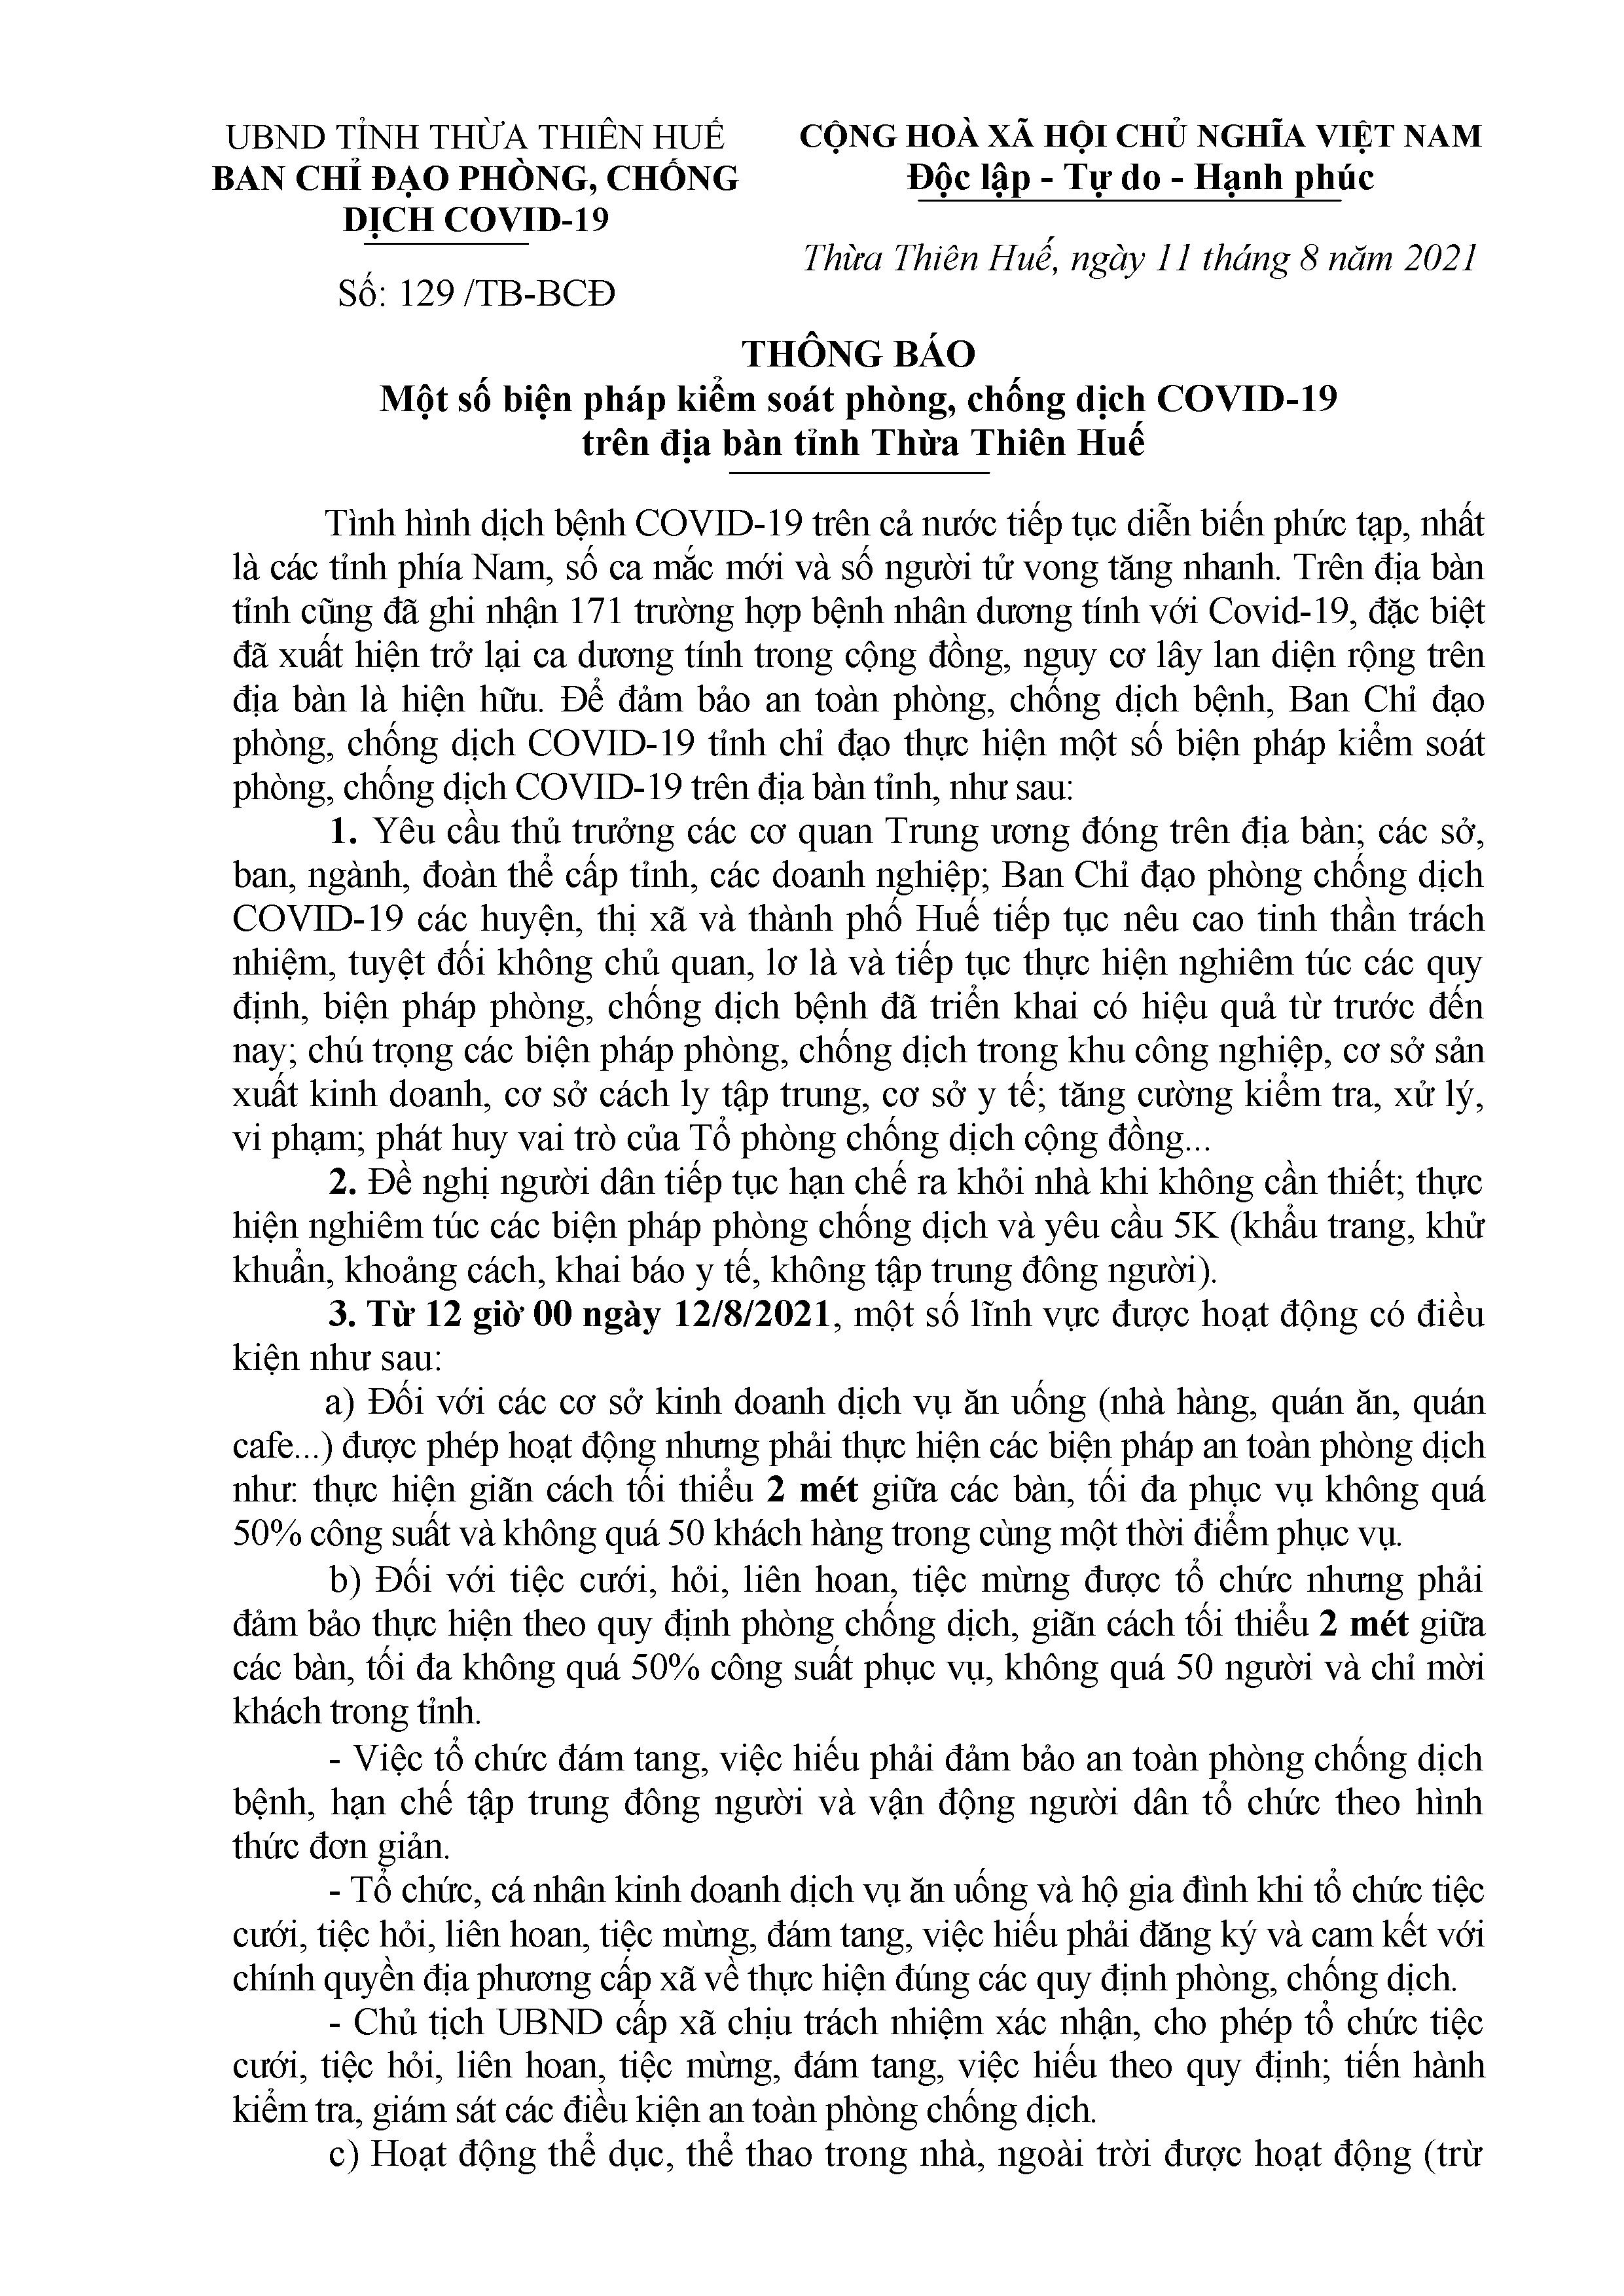 UBND TỈNH THỪA THIÊN HUẾ
BAN CHỈ ĐẠO PHÒNG, CHỐNG
DỊCH COVID-19
Số: 129 /TB-BCĐ
CỘNG HOÀ XÃ HỘI CHỦ NGHĨA VIỆT NAM
Độc lập - Tự do - Hạnh phúc
Thừa Thiên Huế, ngày 11 tháng 8 năm 2021
THÔNG BÁO
Một số biện pháp kiểm soát phòng, chống dịch COVID-19
trên địa bàn tỉnh Thừa Thiên Huế
Tình hình dịch bệnh COVID-19 trên cả nước tiếp tục diễn biến phức tạp, nhất
là các tỉnh phía Nam, số ca mắc mới và số người tử vong tăng nhanh. Trên địa bàn
tỉnh cũng đã ghi nhận 171 trường hợp bệnh nhân dương tính với Covid-19, đặc biệt
đã xuất hiện trở lại ca dương tính trong cộng đồng, nguy cơ lây lan diện rộng trên
địa bàn là hiện hữu. Để đảm bảo an toàn phòng, chống dịch bệnh, Ban Chỉ đạo
phòng, chống dịch COVID-19 tỉnh chỉ đạo thực hiện một số biện pháp kiểm soát
phòng, chống dịch COVID-19 trên địa bàn tỉnh, như sau:
1. Yêu cầu thủ trưởng các cơ quan Trung ương đóng trên địa bàn; các sở,
ban, ngành, đoàn thể cấp tỉnh, các doanh nghiệp; Ban Chỉ đạo phòng chống dịch
COVID-19 các huyện, thị xã và thành phố Huế tiếp tục nêu cao tinh thần trách
nhiệm, tuyệt đối không chủ quan, lơ là và tiếp tục thực hiện nghiêm túc các quy
định, biện pháp phòng, chống dịch bệnh đã triển khai có hiệu quả từ trước đến
nay; chú trọng các biện pháp phòng, chống dịch trong khu công nghiệp, cơ sở sản
xuất kinh doanh, cơ sở cách ly tập trung, cơ sở y tế; tăng cường kiểm tra, xử lý,
vi phạm; phát huy vai trò của Tổ phòng chống dịch cộng đồng...
2. Đề nghị người dân tiếp tục hạn chế ra khỏi nhà khi không cần thiết; thực
hiện nghiêm túc các biện pháp phòng chống dịch và yêu cầu 5K (khẩu trang, khử
khuẩn, khoảng cách, khai báo y tế, không tập trung đông người).
3. Từ 12 giờ 00 ngày 12/8/2021, một số lĩnh vực được hoạt động có điều
kiện như sau:
a) Đối với các cơ sở kinh doanh dịch vụ ăn uống (nhà hàng, quán ăn, quán
cafe...) được phép hoạt động nhưng phải thực hiện các biện pháp an toàn phòng dịch
như: thực hiện giãn cách tối thiểu 2 mét giữa các bàn, tối đa phục vụ không quá
50% công suất và không quá 50 khách hàng trong cùng một thời điểm phục vụ.
b) Đối với tiệc cưới, hỏi, liên hoan, tiệc mừng được tổ chức nhưng phải
đảm bảo thực hiện theo quy định phòng chống dịch, giãn cách tối thiểu 2 mét giữa
các bàn, tối đa không quá 50% công suất phục vụ, không quá 50 người và chỉ mời
khách trong tỉnh.
- Việc tổ chức đám tang, việc hiếu phải đảm bảo an toàn phòng chống dịch
bệnh, hạn chế tập trung đông người và vận động người dân tổ chức theo hình
thức đơn giản.
- Tổ chức, cá nhân kinh doanh dịch vụ ăn uống và hộ gia đình khi tổ chức tiệc
cưới, tiệc hỏi, liên hoan, tiệc mừng, đám tang, việc hiếu phải đăng ký và cam kết với
chính quyền địa phương cấp xã về thực hiện đúng các quy định phòng, chống dịch.
- Chủ tịch UBND cấp xã chịu trách nhiệm xác nhận, cho phép tổ chức tiệc
cưới, tiệc hỏi, liên hoan, tiệc mừng, đám tang, việc hiếu theo quy định; tiến hành
kiểm tra, giám sát các điều kiện an toàn phòng chống dịch.
c) Hoạt động thể dục, thể thao trong nhà, ngoài trời được hoạt động (trừ